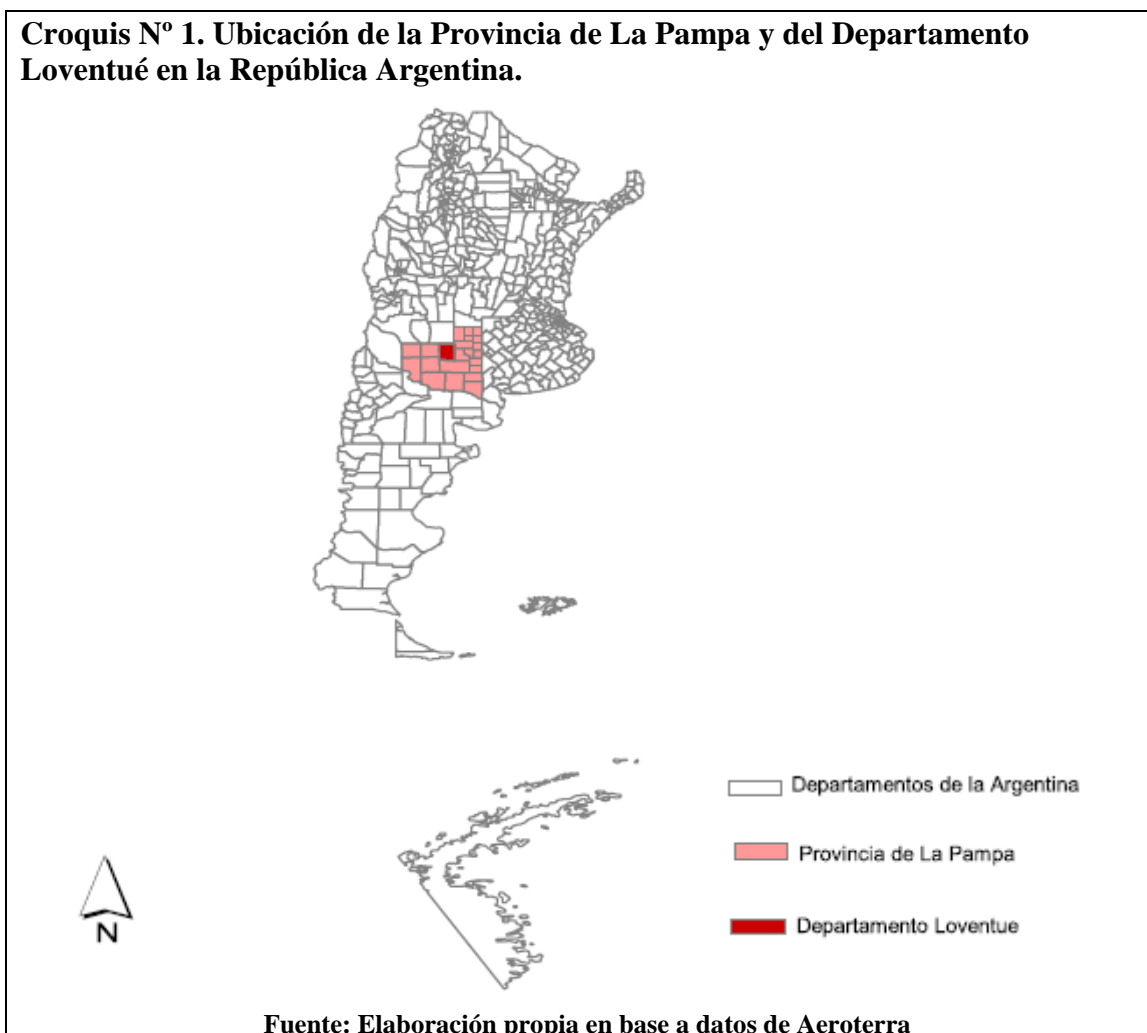 Croquis Nº 1. Ubicación de la Provincia de La Pampa y del Departamento
Loventué en la República Argentina.
Departamentos de la Argentina
Provincia de La Pampa
Departamento Loventue
N
Fuente: Elaboración propia en base a datos de Aeroterra